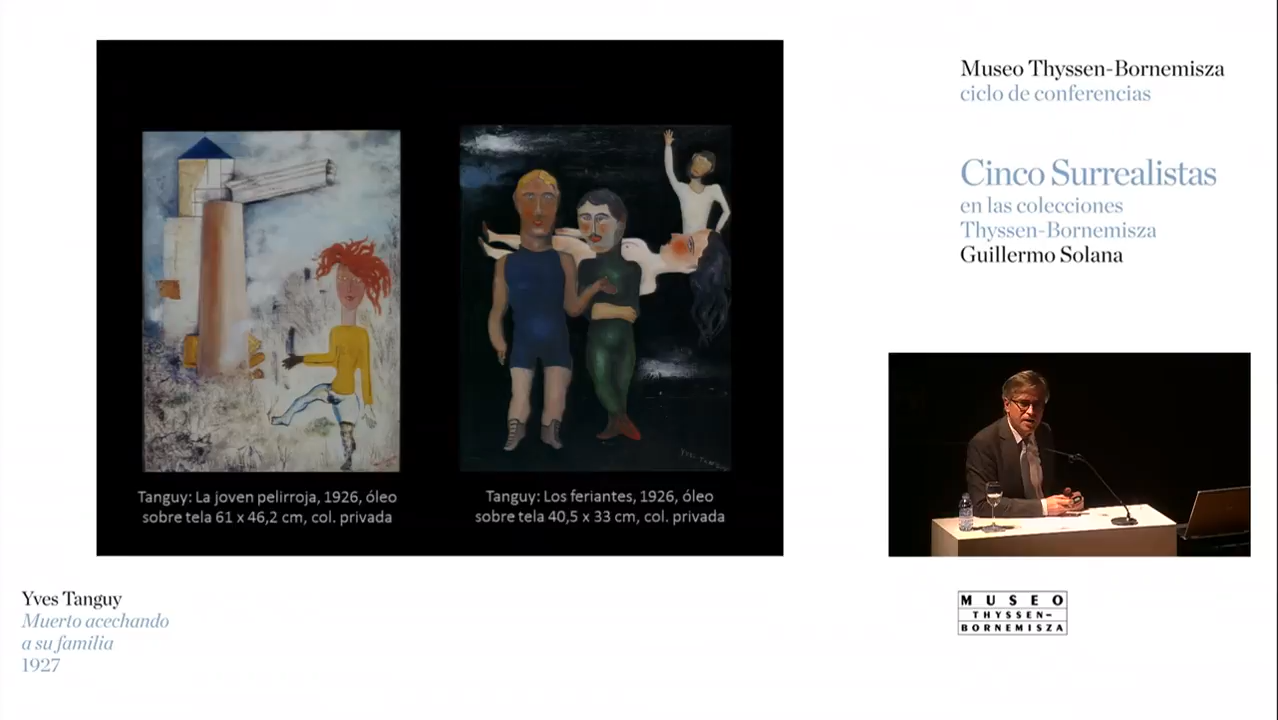 Museo Thyssen-Bornemisza
ciclo de conferencias
Cinco Surrealistas
en las colecciones
Thyssen-Bornemisza
Guillermo Solana
Tanguy: La joven pelirroja, 1926, óleo
sobre tela 61 x 46,2 cm, col. privada
Tanguy: Los feriantes, 1926, óleo
sobre tela 40,5 x 33 cm, col. privada
Yves Tanguy
Muerto acechando
a su familia
1927
MUSEO
THYSSEN-
BORNEMISZA